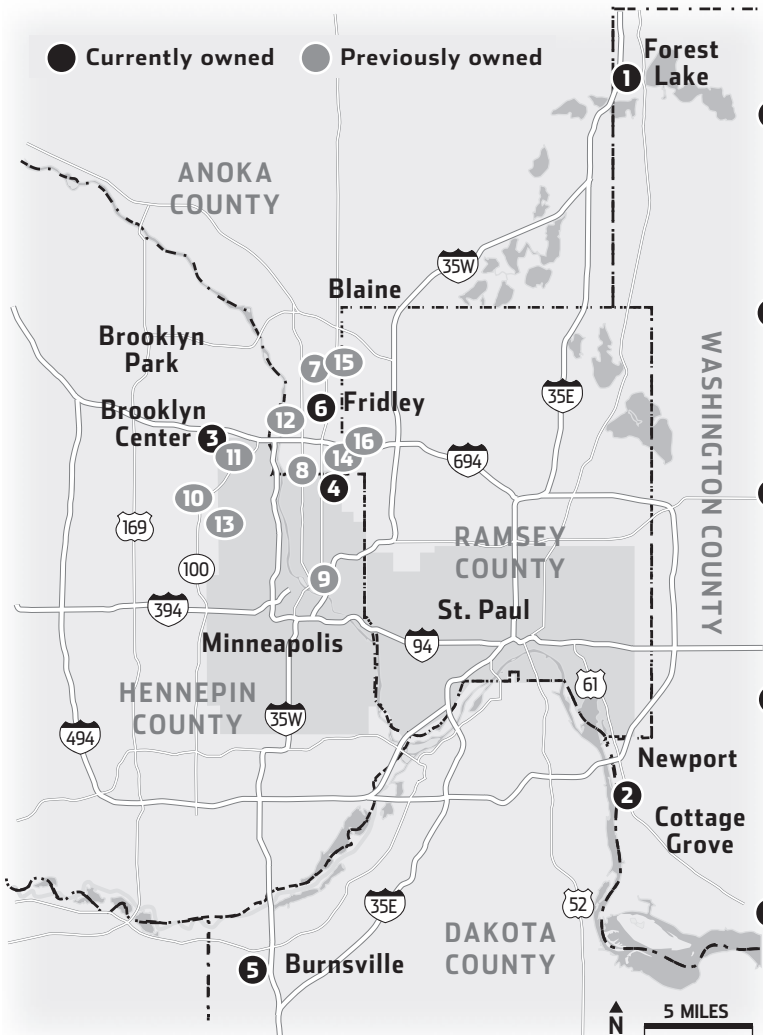 Currently owned
Previously owned
1
Forest
Lake
ANOKA
COUNTY
35W
Blaine
Brooklyn
Park
7
15
35E
WASHINGTON COUNTY
6
Fridley
Brooklyn
Center
12
3
11
16
14
8
694
4
10
13
169
RAMSEY
COUNTY
100
9
394
St. Paul
Minneapolis
94
61
HENNEPIN
COUNTY
35W
494
Newport
2
Cottage
Grove
35E
52
DAKOTA
COUNTY
5
Burnsville
N
5 MILES